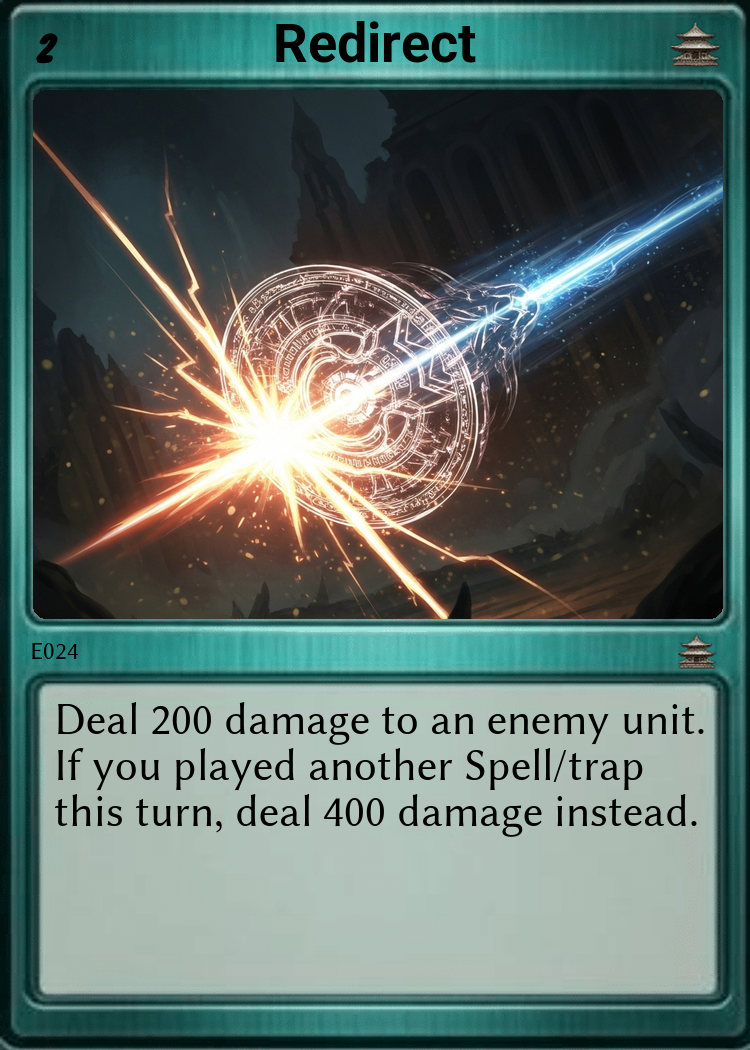 2
Redirect
E024
Deal 200 damage to an enemy unit.
If you played another Spell/trap
this turn, deal 400 damage instead.